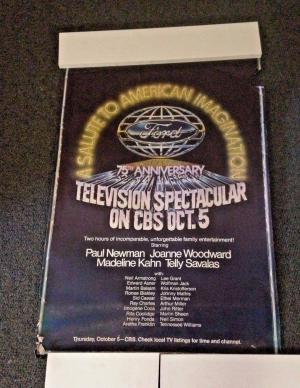 A SALUTE TO AMERICAN IMAGINATION
Ford
75TH ANNIVERSARY
TELEVISION SPECTACULAR
ON CBS OCT. 5
Two hours of incomparable, unforgettable family entertainment!
Starring
Paul Newman Joanne Woodward
Madeline Kahn Telly Savalas
with
Neil Armstrong Lee Grant
Edward Asner Wolfman Jack
Martin Balsam Kris Kristofferson
Ronee Blakley Johnny Mathis
Sid Caesar Ethel Merman
Ray Charles Arthur Miller
Imogene Coca John Ritter
Rita Coolidge Martin Sheen
Henry Fonda Neil Simon
Aretha Franklin Tennessee Williams
Thursday, October 5—CBS. Check local TV listings for time and channel.